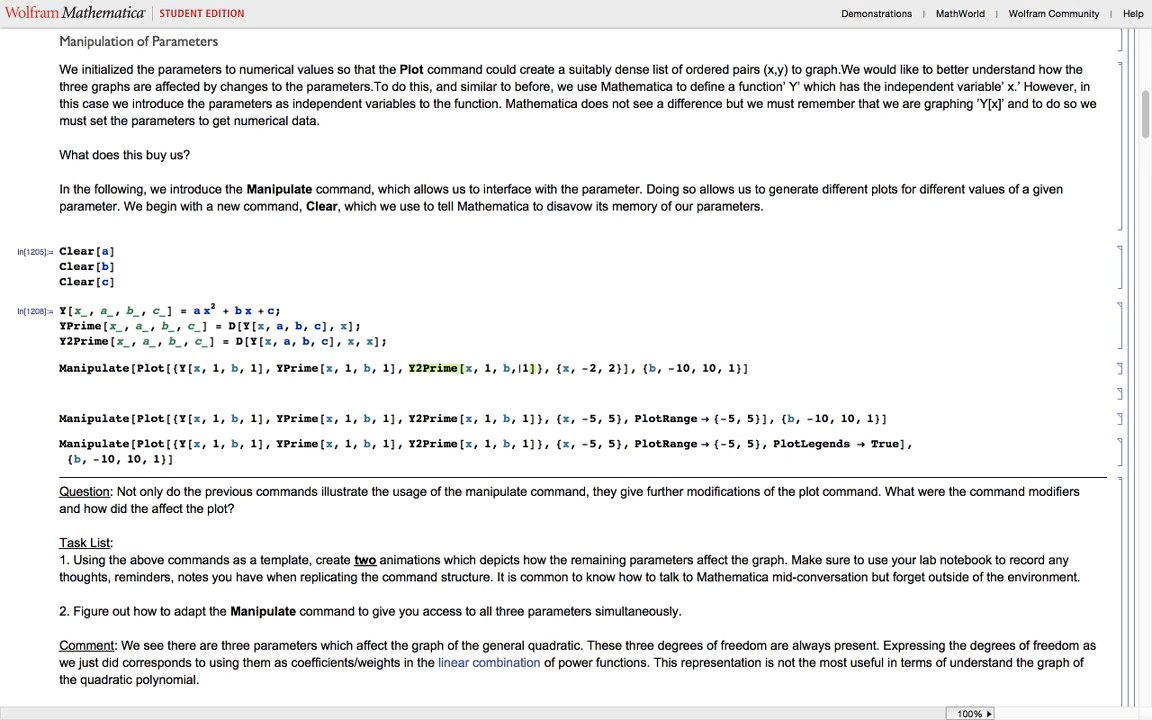 Wolfram Mathematica | STUDENT EDITION Demonstrations | MathWorld | Wolfram Community | Help
Manipulation of Parameters
We initialized the parameters to numerical values so that the Plot command could create a suitably dense list of ordered pairs (x,y) to graph.We would like to better understand how the
three graphs are affected by changes to the parameters.To do this, and similar to before, we use Mathematica to define a function' Y' which has the independent variable' x.' However, in
this case we introduce the parameters as independent variables to the function. Mathematica does not see a difference but we must remember that we are graphing 'Y[x]' and to do so we
must set the parameters to get numerical data.
What does this buy us?
In the following, we introduce the Manipulate command, which allows us to interface with the parameter. Doing so allows us to generate different plots for different values of a given
parameter. We begin with a new command, Clear, which we use to tell Mathematica to disavow its memory of our parameters.
In[1205]:= Clear[a]
Clear[b]
Clear[c]
In[1208]:= Y[x_, a_, b_, c_] = a x² + b x + c;
YPrime[x_, a_, b_, c_] = D[Y[x, a, b, c], x];
Y2Prime[x_, a_, b_, c_] = D[Y[x, a, b, c], x, x];
Manipulate[Plot[{Y[x, 1, b, 1], YPrime[x, 1, b, 1], Y2Prime[x, 1, b, 1]}, {x, -2, 2}], {b, -10, 10, 1}]
Manipulate[Plot[{Y[x, 1, b, 1], YPrime[x, 1, b, 1], Y2Prime[x, 1, b, 1]}, {x, -5, 5}, PlotRange → {-5, 5}], {b, -10, 10, 1}]
Manipulate[Plot[{Y[x, 1, b, 1], YPrime[x, 1, b, 1], Y2Prime[x, 1, b, 1]}, {x, -5, 5}, PlotRange → {-5, 5}, PlotLegends → True],
{b, -10, 10, 1}]
Question: Not only do the previous commands illustrate the usage of the manipulate command, they give further modifications of the plot command. What were the command modifiers
and how did the affect the plot?
Task List:
1. Using the above commands as a template, create two animations which depicts how the remaining parameters affect the graph. Make sure to use your lab notebook to record any
thoughts, reminders, notes you have when replicating the command structure. It is common to know how to talk to Mathematica mid-conversation but forget outside of the environment.
2. Figure out how to adapt the Manipulate command to give you access to all three parameters simultaneously.
Comment: We see there are three parameters which affect the graph of the general quadratic. These three degrees of freedom are always present. Expressing the degrees of freedom as
we just did corresponds to using them as coefficients/weights in the linear combination of power functions. This representation is not the most useful in terms of understand the graph of
the quadratic polynomial.
100%